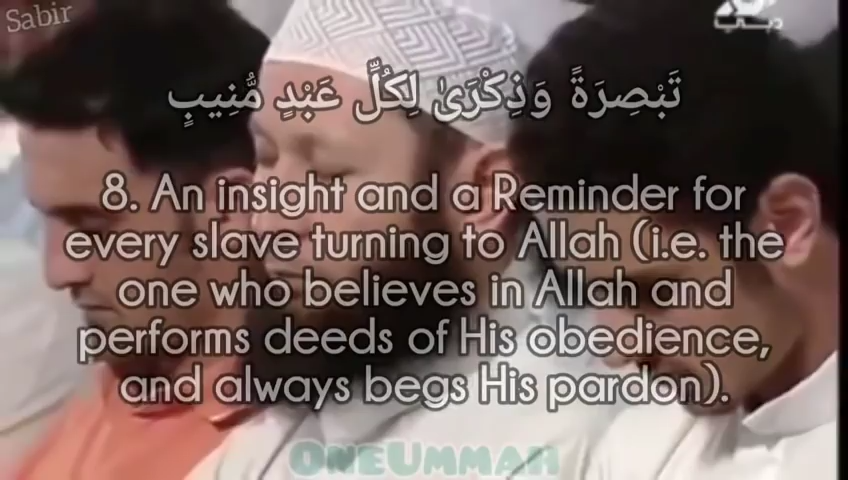 Sabir
دبي
تَبْصِرَةً وَذِكْرَىٰ لِكُلِّ عَبْدٍ مُّنِيبٍ
8. An insight and a Reminder for
every slave turning to Allah (i.e. the
one who believes in Allah and
performs deeds of His obedience,
and always begs His pardon).
OneUmmah